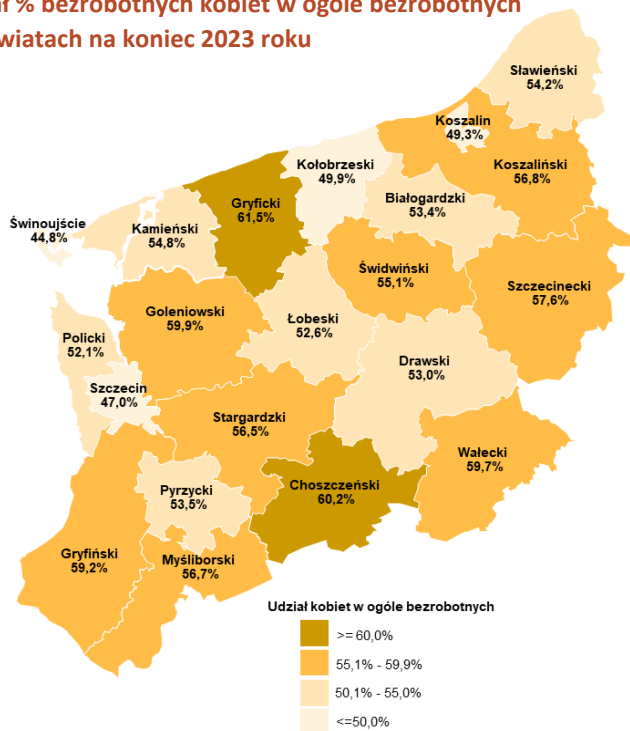 % bezrobotnych kobiet w ogóle bezrobotnych
na koniec 2023 roku
Sławieński
54,2%
Koszalin
49,3%
Kołobrzeski
49,9%
Koszaliński
56,8%
Gryficki
61,5%
Białogardzki
53,4%
Świnoujście
44,8%
Kamieński
54,8%
Świdwiński
55,1%
Szczecinecki
57,6%
Goleniowski
59,9%
Łobeski
52,6%
Policki
52,1%
Drawski
53,0%
Szczecin
47,0%
Stargardzki
56,5%
Wałecki
59,7%
Choszczeński
60,2%
Pyrzycki
53,5%
Gryfiński
59,2%
Myśliborski
56,7%
Udział kobiet w ogóle bezrobotnych
>= 60,0%
55,1% - 59,9%
50,1% - 55,0%
<=50,0%